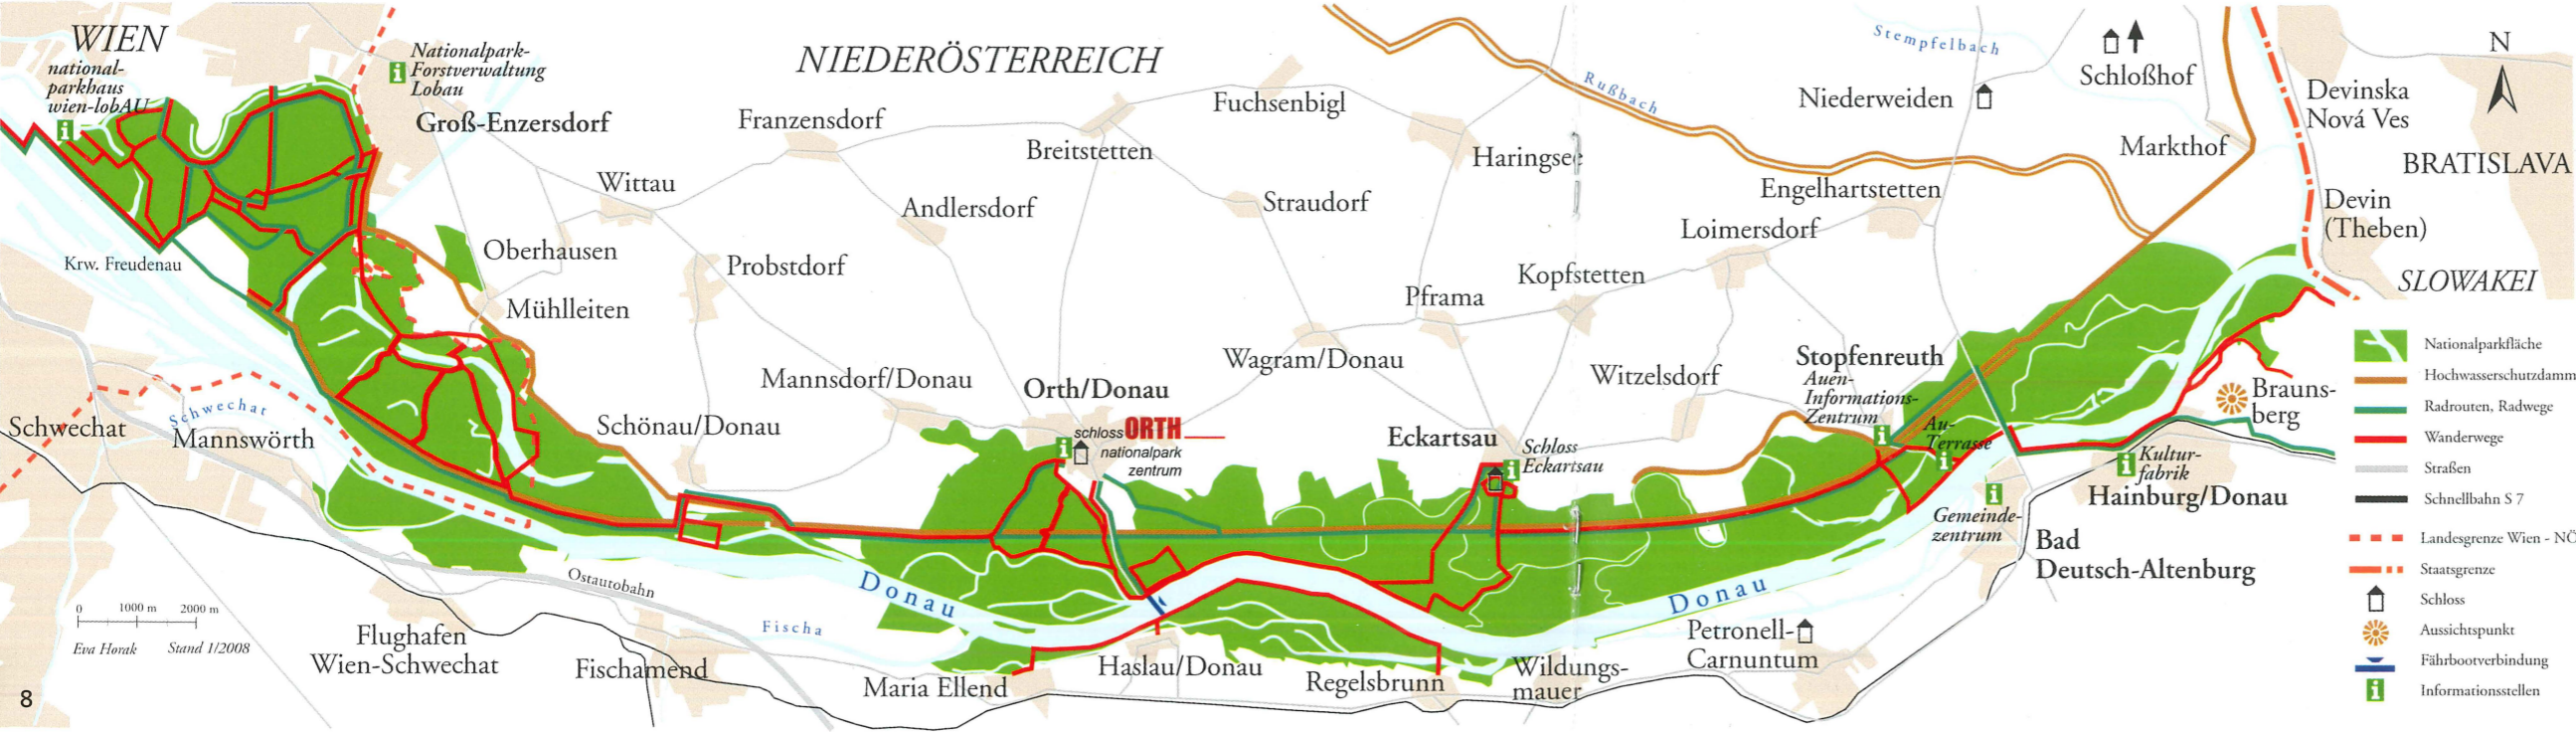 WIEN
national-
parkhaus
wien-lobAU
Nationalpark-
Forstverwaltung
Lobau
Groß-Enzersdorf
NIEDERÖSTERREICH
Franzensdorf
Fuchsenbigl
Breitstetten
Haringsee
Rußbach
Stempfelbach
Niederweiden
Schloßhof
Markthof
Devinska
Nová Ves
N
BRATISLAVA
Devin
(Theben)
SLOWAKEI
Wittau
Andlersdorf
Straudorf
Engelhartstetten
Loimersdorf
Oberhausen
Probstdorf
Kopfstetten
Pframa
Krw. Freudenau
Mühlleiten
Wagram/Donau
Mannsdorf/Donau
Orth/Donau
schloss ORTH
nationalpark
zentrum
Witzelsdorf
Stopfenreuth
Auen-
Informations-
Zentrum
Au-
Terrasse
Schwechat
Schwechat
Mannswörth
Schönau/Donau
Eckartsau
Schloss
Eckartsau
Brauns-
berg
Kultur-
fabrik
Hainburg/Donau
Gemeinde-
zentrum
Bad
Deutsch-Altenburg
Ostautobahn
Donau
Donau
Fischa
0 1000 m 2000 m
Eva Horak Stand 1/2008
Flughafen
Wien-Schwechat
Fischamend
Maria Ellend
Haslau/Donau
Regelsbrunn
Wildungs-
mauer
Petronell-
Carnuntum
8
Nationalparkfläche
Hochwasserschutzdamm
Radrouten, Radwege
Wanderwege
Straßen
Schnellbahn S 7
Landesgrenze Wien - NÖ
Staatsgrenze
Schloss
Aussichtspunkt
Fährbootverbindung
Informationsstellen